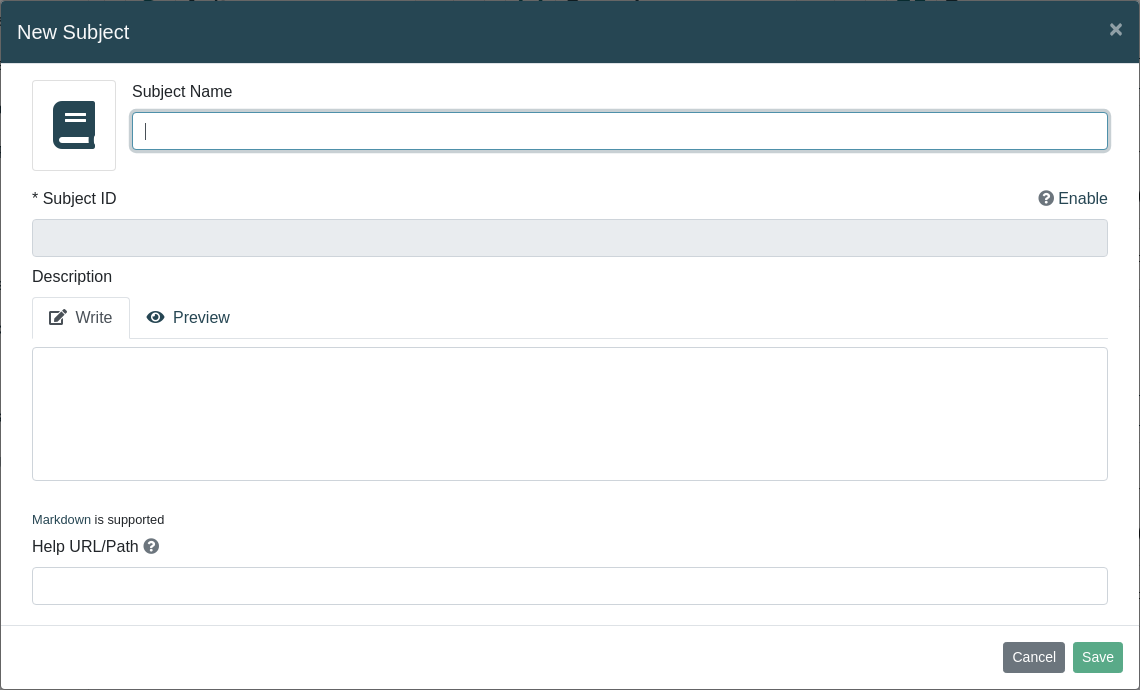 New Subject
×
Subject Name
* Subject ID
Enable
Description
Write
Preview
Markdown is supported
Help URL/Path
Cancel
Save